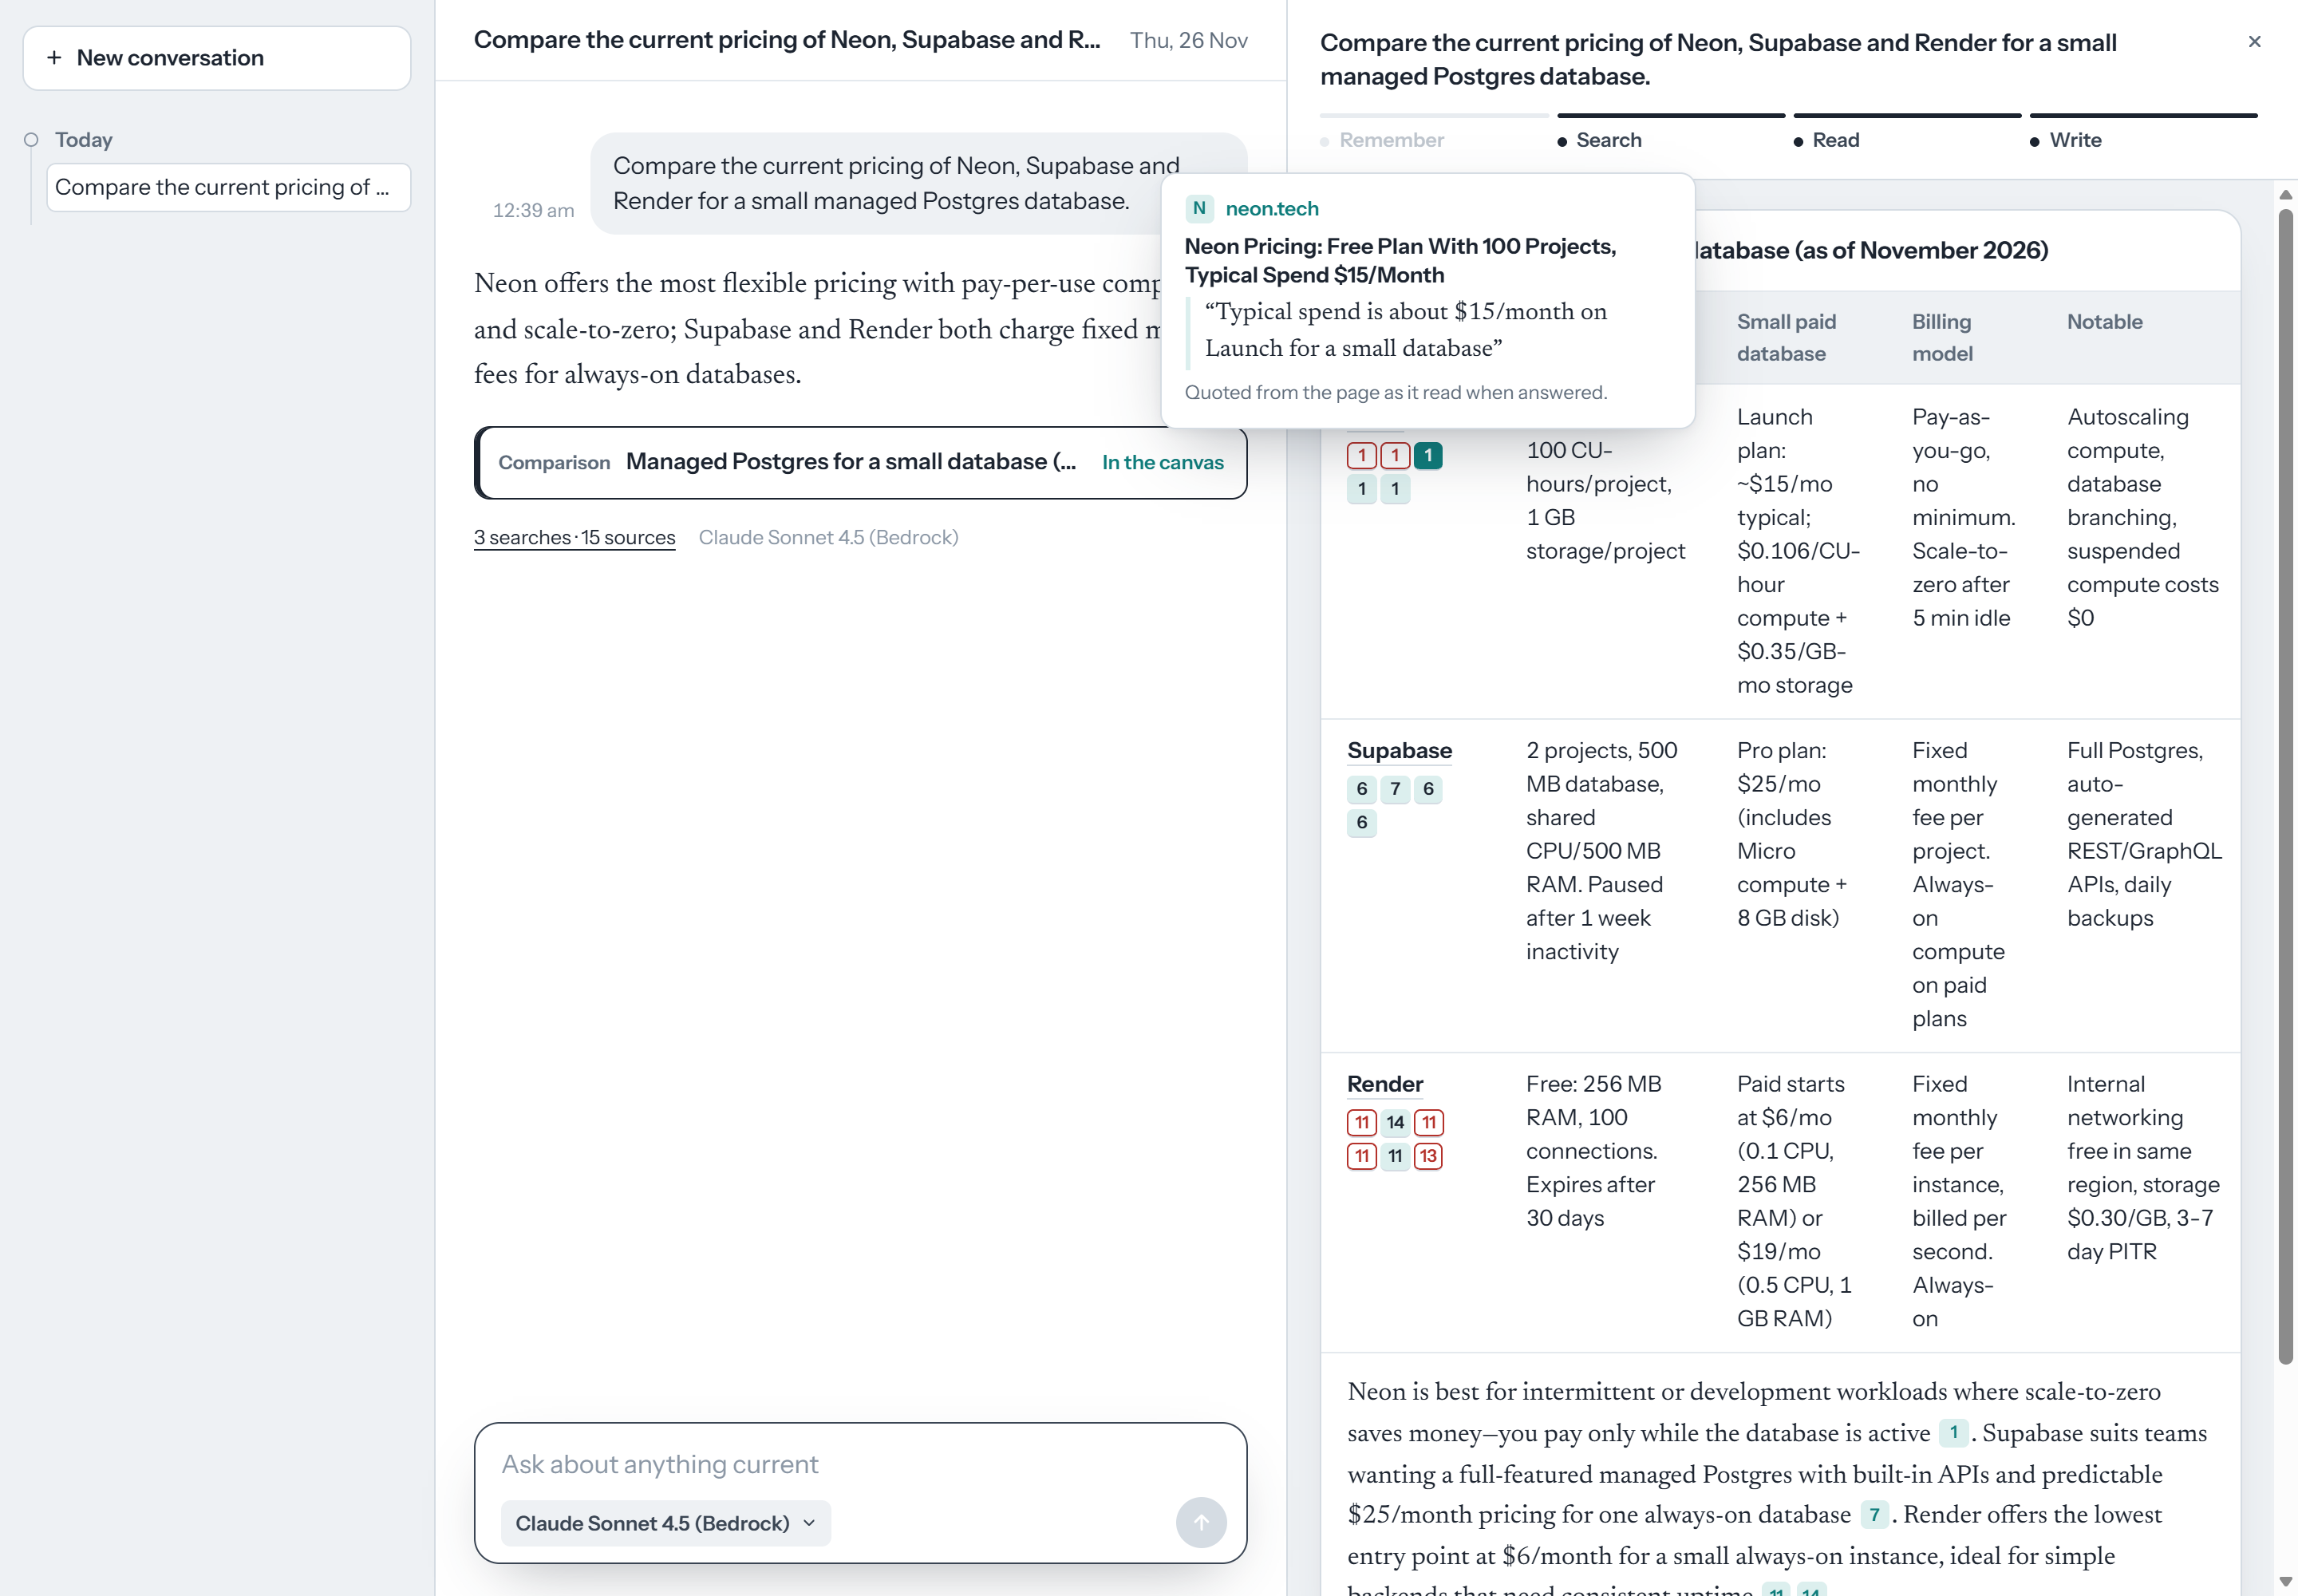 + New conversation
Today
Compare the current pricing of ...
Compare the current pricing of Neon, Supabase and R...
Thu, 26 Nov
Compare the current pricing of Neon, Supabase and
Render for a small managed Postgres database.
12:39 am
Neon offers the most flexible pricing with pay-per-use
and scale-to-zero; Supabase and Render both charge fixed
fees for always-on databases.
Comparison
Managed Postgres for a small database (...
In the canvas
3 searches · 15 sources
Claude Sonnet 4.5 (Bedrock)
Ask about anything current
Claude Sonnet 4.5 (Bedrock)
Compare the current pricing of Neon, Supabase and Render for a small
managed Postgres database.
×
Remember
Search
Read
Write
N neon.tech
Neon Pricing: Free Plan With 100 Projects,
Typical Spend $15/Month
“Typical spend is about $15/month on
Launch for a small database”
Quoted from the page as it read when answered.
database (as of November 2026)
Small paid
database
Billing
model
Notable
1 1 1
1 1
100 CU-
hours/project,
1 GB
storage/project
Launch
plan:
~$15/mo
typical;
$0.106/CU-
hour
compute +
$0.35/GB-
mo storage
Pay-as-
you-go,
no
minimum.
Scale-to-
zero after
5 min idle
Autoscaling
compute,
database
branching,
suspended
compute costs
$0
Supabase
6 7 6
6
2 projects, 500
MB database,
shared
CPU/500 MB
RAM. Paused
after 1 week
inactivity
Pro plan:
$25/mo
(includes
Micro
compute +
8 GB disk)
Fixed
monthly
fee per
project.
Always-
on
compute
on paid
plans
Full Postgres,
auto-
generated
REST/GraphQL
APIs, daily
backups
Render
11 14 11
11 11 13
Free: 256 MB
RAM, 100
connections.
Expires after
30 days
Paid starts
at $6/mo
(0.1 CPU,
256 MB
RAM) or
$19/mo
(0.5 CPU, 1
GB RAM)
Fixed
monthly
fee per
instance,
billed per
second.
Always-
on
Internal
networking
free in same
region, storage
$0.30/GB, 3-7
day PITR
Neon is best for intermittent or development workloads where scale-to-zero
saves money—you pay only while the database is active 1 . Supabase suits teams
wanting a full-featured managed Postgres with built-in APIs and predictable
$25/month pricing for one always-on database 7 . Render offers the lowest
entry point at $6/month for a small always-on instance, ideal for simple
backends that need consistent uptime 11 14